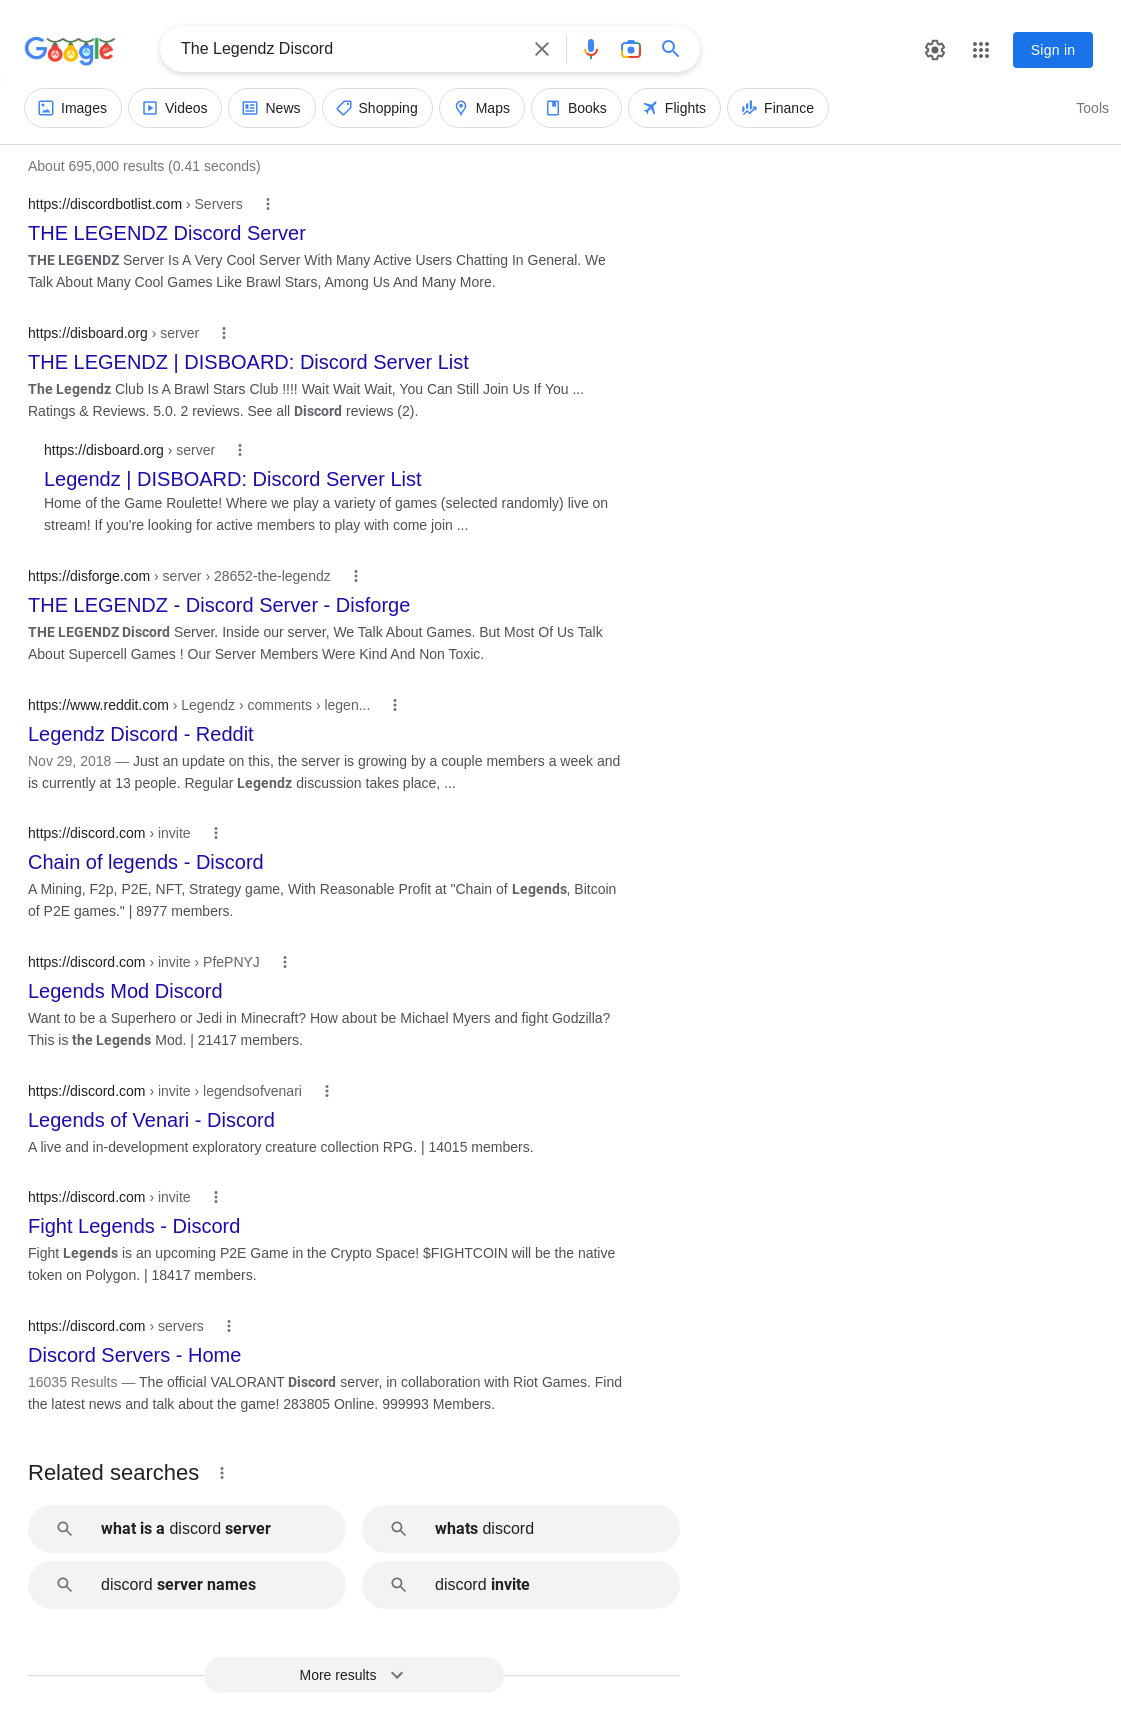 Google
The Legendz Discord
Sign in
Images Videos News Shopping Maps Books Flights Finance Tools
About 695,000 results (0.41 seconds)
https://discordbotlist.com › Servers
THE LEGENDZ Discord Server
THE LEGENDZ Server Is A Very Cool Server With Many Active Users Chatting In General. We
Talk About Many Cool Games Like Brawl Stars, Among Us And Many More.
https://disboard.org › server
THE LEGENDZ | DISBOARD: Discord Server List
The Legendz Club Is A Brawl Stars Club !!!! Wait Wait Wait, You Can Still Join Us If You ...
Ratings & Reviews. 5.0. 2 reviews. See all Discord reviews (2).
https://disboard.org › server
Legendz | DISBOARD: Discord Server List
Home of the Game Roulette! Where we play a variety of games (selected randomly) live on
stream! If you're looking for active members to play with come join ...
https://disforge.com › server › 28652-the-legendz
THE LEGENDZ - Discord Server - Disforge
THE LEGENDZ Discord Server. Inside our server, We Talk About Games. But Most Of Us Talk
About Supercell Games ! Our Server Members Were Kind And Non Toxic.
https://www.reddit.com › Legendz › comments › legen...
Legendz Discord - Reddit
Nov 29, 2018 — Just an update on this, the server is growing by a couple members a week and
is currently at 13 people. Regular Legendz discussion takes place, ...
https://discord.com › invite
Chain of legends - Discord
A Mining, F2p, P2E, NFT, Strategy game, With Reasonable Profit at "Chain of Legends, Bitcoin
of P2E games." | 8977 members.
https://discord.com › invite › PfePNYJ
Legends Mod Discord
Want to be a Superhero or Jedi in Minecraft? How about be Michael Myers and fight Godzilla?
This is the Legends Mod. | 21417 members.
https://discord.com › invite › legendsofvenari
Legends of Venari - Discord
A live and in-development exploratory creature collection RPG. | 14015 members.
https://discord.com › invite
Fight Legends - Discord
Fight Legends is an upcoming P2E Game in the Crypto Space! $FIGHTCOIN will be the native
token on Polygon. | 18417 members.
https://discord.com › servers
Discord Servers - Home
16035 Results — The official VALORANT Discord server, in collaboration with Riot Games. Find
the latest news and talk about the game! 283805 Online. 999993 Members.
Related searches
what is a discord server
whats discord
discord server names
discord invite
More results